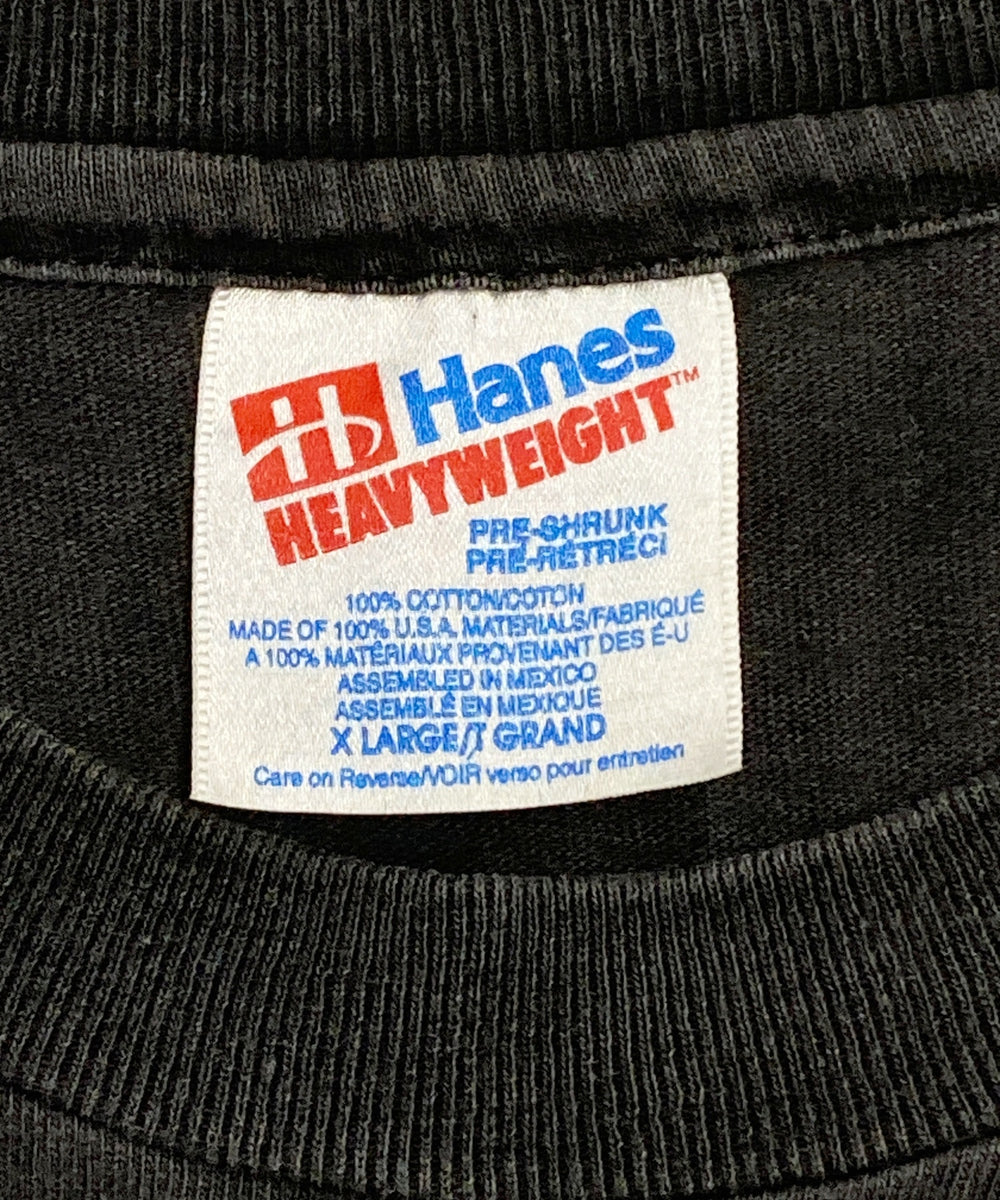 Hanes
HEAVYWEIGHT™
PRE-SHRUNK
PRÉ-RÉTRÉCI
100% COTTON/COTON
MADE OF 100% U.S.A. MATERIALS/FABRIQUÉ
A 100% MATÉRIAUX PROVENANT DES É-U
ASSEMBLED IN MEXICO
ASSEMBLÉ EN MEXIQUE
X LARGE/T GRAND
Care on Reverse/VOIR verso pour entretien